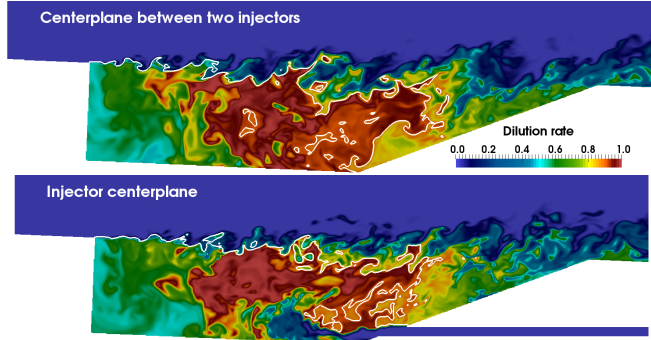 Centerplane between two injectors
Dilution rate
0.0 0.2 0.4 0.6 0.8 1.0
Injector centerplane